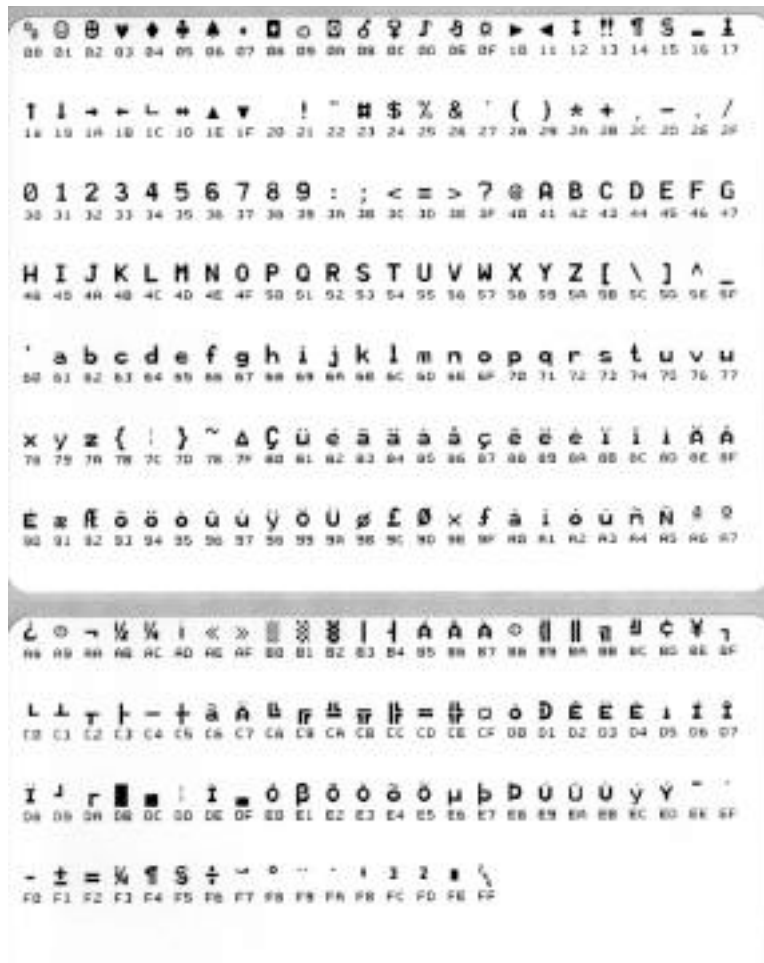 ☺ ☻ ♥ ♦ ♣ ♠ • ◘ ○ ◙ ♂ ♀ ♪ ♫ ☼ ► ◄ ↕ ‼ ¶ § ▬ ↨
00 01 02 03 04 05 06 07 08 09 0A 0B 0C 0D 0E 0F 10 11 12 13 14 15 16 17
↑ ↓ → ← ∟ ↔ ▲ ▼ ! " # $ % & ' ( ) * + , - . /
18 19 1A 1B 1C 1D 1E 1F 20 21 22 23 24 25 26 27 28 29 2A 2B 2C 2D 2E 2F
0 1 2 3 4 5 6 7 8 9 : ; < = > ? @ A B C D E F G
30 31 32 33 34 35 36 37 38 39 3A 3B 3C 3D 3E 3F 40 41 42 43 44 45 46 47
H I J K L M N O P Q R S T U V W X Y Z [ \ ] ^ _
48 49 4A 4B 4C 4D 4E 4F 50 51 52 53 54 55 56 57 58 59 5A 5B 5C 5D 5E 5F
` a b c d e f g h i j k l m n o p q r s t u v w
60 61 62 63 64 65 66 67 68 69 6A 6B 6C 6D 6E 6F 70 71 72 73 74 75 76 77
x y z { ¦ } ~ ∆ Ç ü é â ä à å ç ê ë è ï î ì Ä Å
78 79 7A 7B 7C 7D 7E 7F 80 81 82 83 84 85 86 87 88 89 8A 8B 8C 8D 8E 8F
É æ Æ ô ö ò û ù ÿ Ö Ü ø £ Ø × ƒ á í ó ú ñ Ñ ª º
90 91 92 93 94 95 96 97 98 99 9A 9B 9C 9D 9E 9F A0 A1 A2 A3 A4 A5 A6 A7
¿ ® ¬ ½ ¼ ¡ « » ░ ▒ ▓ │ ┤ Á Â À © ╣ ║ ╗ ╝ ¢ ¥ ┐
A8 A9 AA AB AC AD AE AF B0 B1 B2 B3 B4 B5 B6 B7 B8 B9 BA BB BC BD BE BF
└ ┴ ┬ ├ ─ ┼ ã Ã ╚ ╔ ╩ ╦ ╠ ═ ╬ ¤ ð Ð Ê Ë È ı Í Î
C0 C1 C2 C3 C4 C5 C6 C7 C8 C9 CA CB CC CD CE CF D0 D1 D2 D3 D4 D5 D6 D7
Ï ┘ ┌ █ ▄ ¦ Ì ▀ Ó ß Ô Ò õ Õ µ þ Þ Ú Û Ù ý Ý ¯ ´
D8 D9 DA DB DC DD DE DF E0 E1 E2 E3 E4 E5 E6 E7 E8 E9 EA EB EC ED EE EF
- ± = ¾ ¶ § ÷ ¸ ° ¨ · ¹ ³ ² ■
F0 F1 F2 F3 F4 F5 F6 F7 F8 F9 FA FB FC FD FE FF